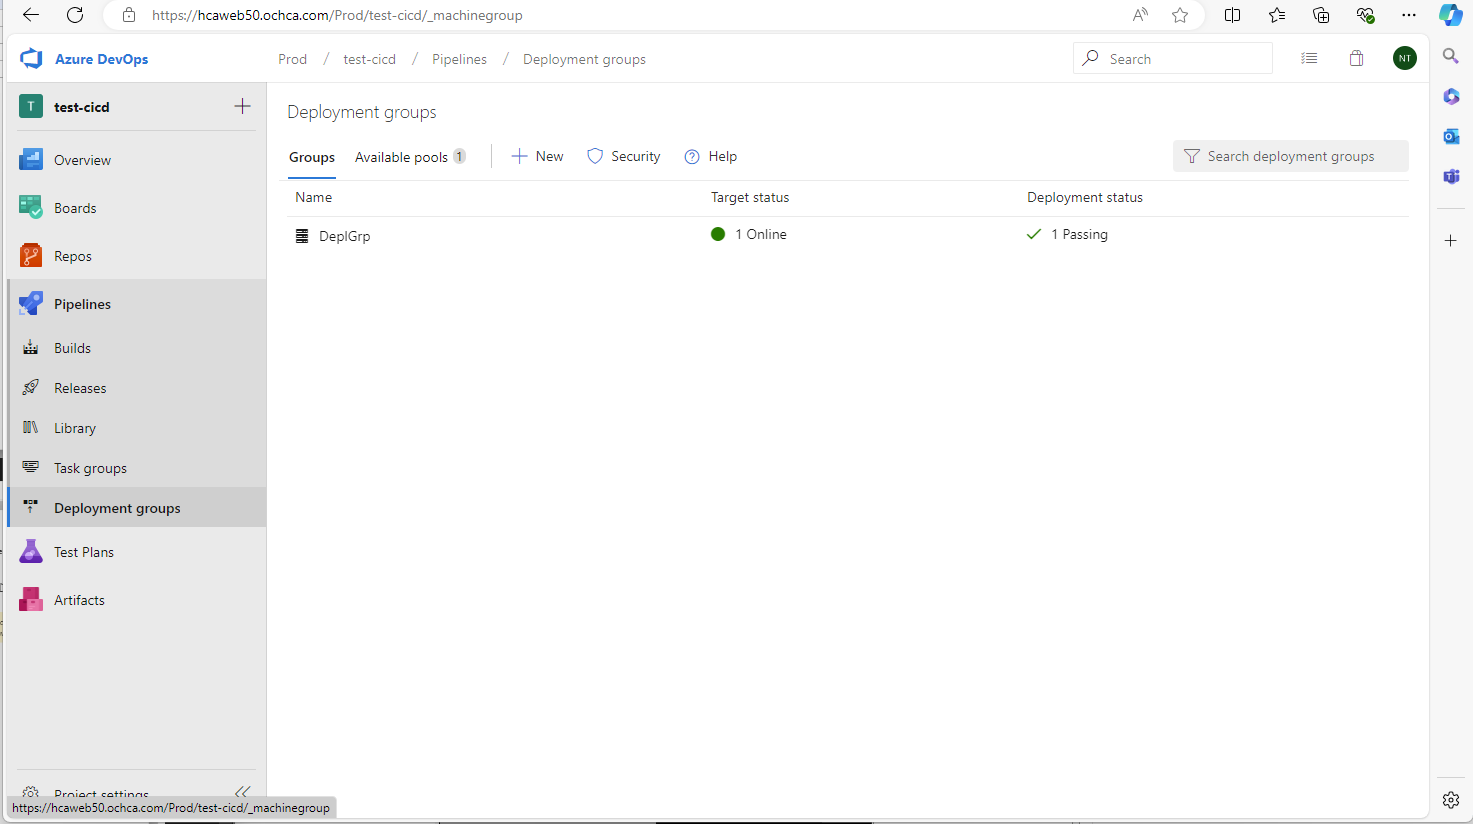 https://hcaweb50.ochca.com/Prod/test-cicd/_machinegroup
Azure DevOps
Prod / test-cicd / Pipelines / Deployment groups
Search
NT
T test-cicd
Overview
Boards
Repos
Pipelines
Builds
Releases
Library
Task groups
Deployment groups
Test Plans
Artifacts
Project settings
https://hcaweb50.ochca.com/Prod/test-cicd/_machinegroup
Deployment groups
Groups Available pools 1 New Security Help
Search deployment groups
Name Target status Deployment status
DeplGrp 1 Online 1 Passing